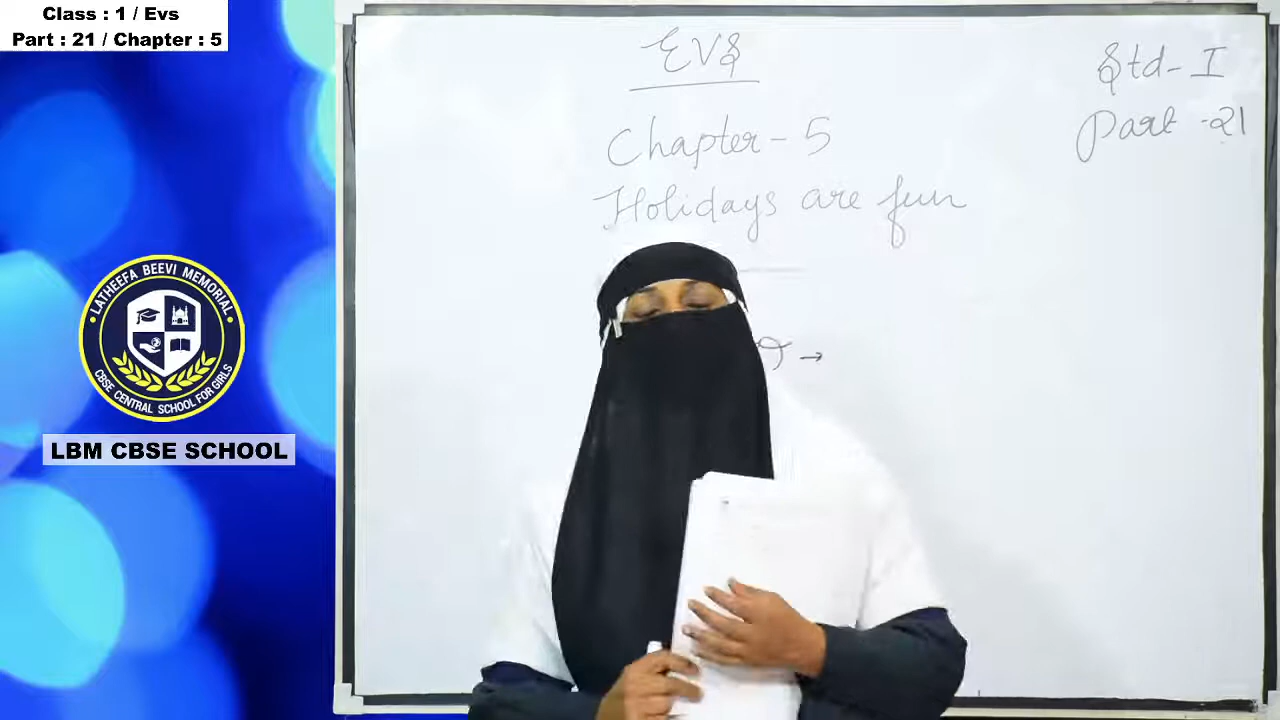 Class : 1 / Evs
Part : 21 / Chapter : 5
EVS
Std- I
Part -21
Chapter - 5
Holidays are fun
→
LATHEEFA BEEVI MEMORIAL
CBSE CENTRAL SCHOOL FOR GIRLS
LBM CBSE SCHOOL